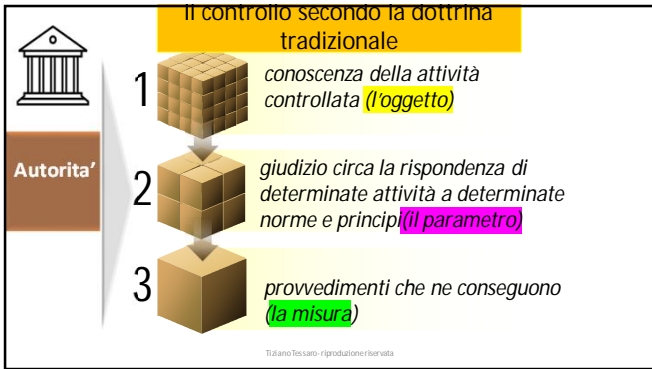 Il controllo secondo la dottrina
tradizionale
Autorita’
1
conoscenza della attività
controllata (l’oggetto)
2
giudizio circa la rispondenza di
determinate attività a determinate
norme e principi(il parametro)
3
provvedimenti che ne conseguono
(la misura)
Tiziano Tessaro- riproduzione riservata